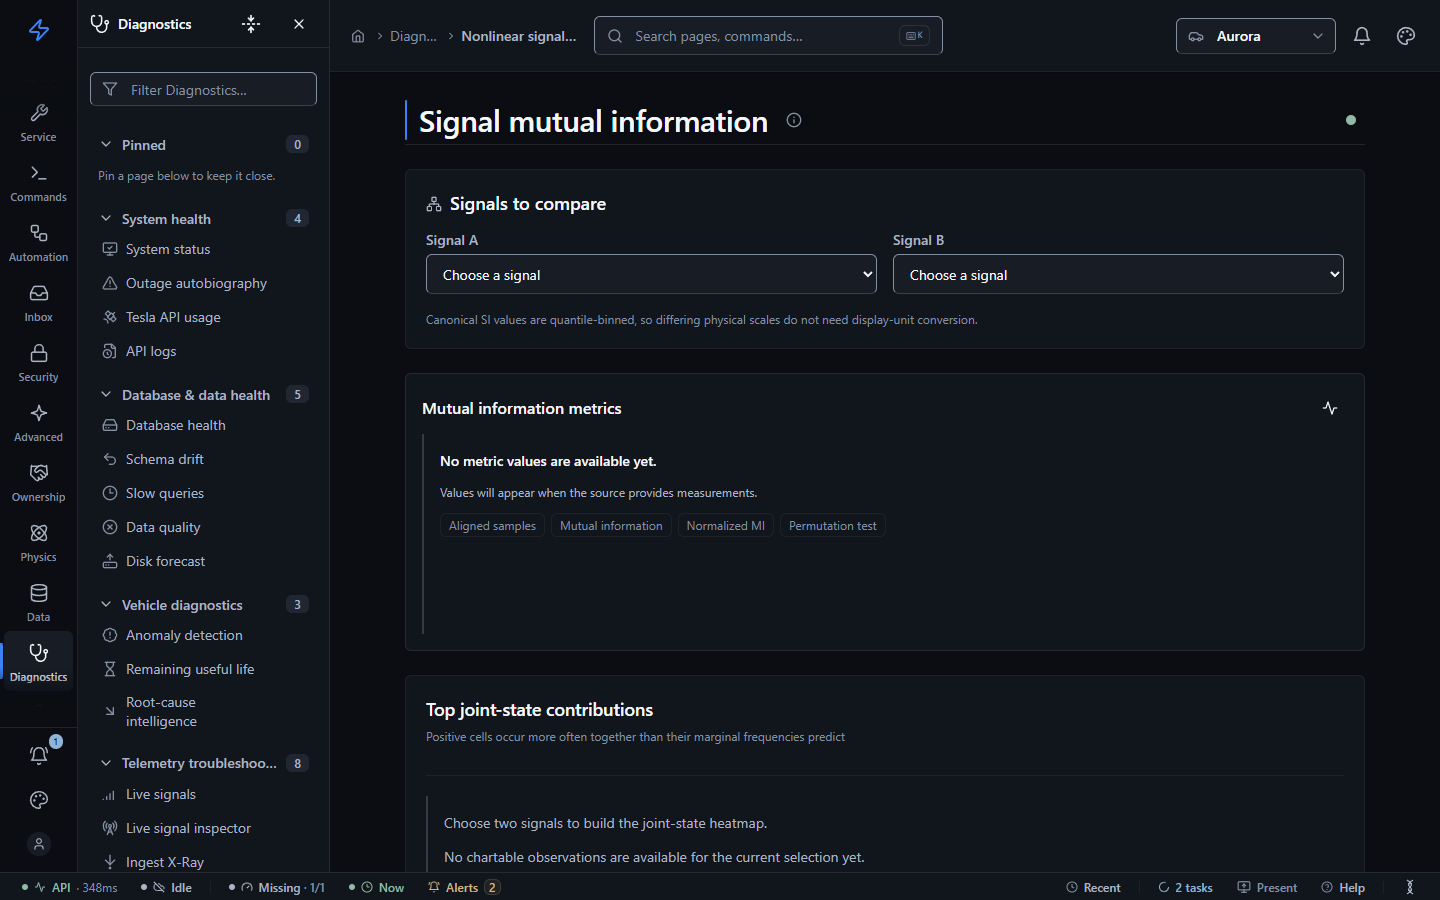 Diagnostics
Diagn...
Nonlinear signal...
Search pages, commands...
K
Aurora
Service
Commands
Automation
Inbox
Security
Advanced
Ownership
Physics
Data
Diagnostics
1
Filter Diagnostics...
Pinned 0
Pin a page below to keep it close.
System health 4
System status
Outage autobiography
Tesla API usage
API logs
Database & data health 5
Database health
Schema drift
Slow queries
Data quality
Disk forecast
Vehicle diagnostics 3
Anomaly detection
Remaining useful life
Root-cause
intelligence
Telemetry troubleshoo... 8
Live signals
Live signal inspector
Ingest X-Ray
Signal mutual information
Signals to compare
Signal A
Signal B
Choose a signal
Choose a signal
Canonical SI values are quantile-binned, so differing physical scales do not need display-unit conversion.
Mutual information metrics
No metric values are available yet.
Values will appear when the source provides measurements.
Aligned samples
Mutual information
Normalized MI
Permutation test
Top joint-state contributions
Positive cells occur more often together than their marginal frequencies predict
Choose two signals to build the joint-state heatmap.
No chartable observations are available for the current selection yet.
API · 348ms
Idle
Missing · 1/1
Now
Alerts 2
Recent
2 tasks
Present
Help